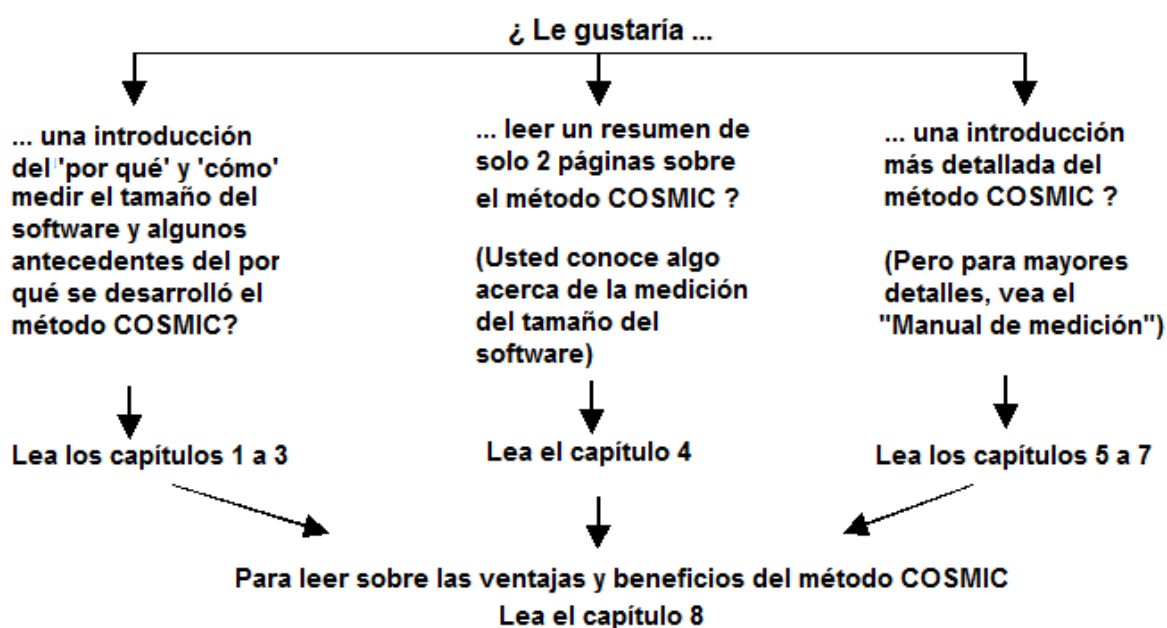 ¿ Le gustaría ...
... una introducción
del 'por qué' y 'cómo'
medir el tamaño del
software y algunos
antecedentes del por
qué se desarrolló el
método COSMIC?
... leer un resumen de
solo 2 páginas sobre
el método COSMIC ?
(Usted conoce algo
acerca de la medición
del tamaño del
software)
... una introducción
más detallada del
método COSMIC ?
(Pero para mayores
detalles, vea el
"Manual de medición")
Lea los capítulos 1 a 3
Lea el capítulo 4
Lea los capítulos 5 a 7
Para leer sobre las ventajas y beneficios del método COSMIC
Lea el capítulo 8